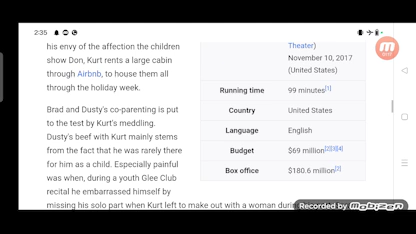 2:35
his envy of the affection the children
show Don, Kurt rents a large cabin
through Airbnb, to house them all
through the holiday week.
Brad and Dusty's co-parenting is put
to the test by Kurt's meddling.
Dusty's beef with Kurt mainly stems
from the fact that he was rarely there
for him as a child. Especially painful
was when, during a youth Glee Club
recital he embarrassed himself by
missing his solo part when Kurt left to make out with a woman during
Theater)
November 10, 2017
(United States)
Running time 99 minutes[1]
Country United States
Language English
Budget $69 million[2][3][4]
Box office $180.6 million[2]
Recorded by Mobizen